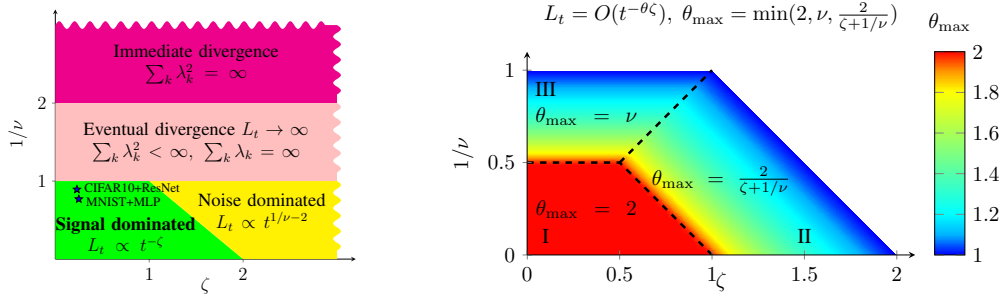 Immediate divergence
∑_k λ_k^2 = ∞
2
Eventual divergence L_t → ∞
∑_k λ_k^2 < ∞, ∑_k λ_k = ∞
1/ν
1
CIFAR10+ResNet
MNIST+MLP
Signal dominated
L_t ∝ t^{-ζ}
Noise dominated
L_t ∝ t^{1/ν-2}
1
2
ζ
L_t = O(t^{-θζ}), θ_max = min(2, ν, 2/(ζ+1/ν))
1
III
θ_max = ν
1/ν
0.5
θ_max = 2/(ζ+1/ν)
θ_max = 2
I
II
0
0
0.5
1
ζ
1.5
2
θ_max
2
1.8
1.6
1.4
1.2
1